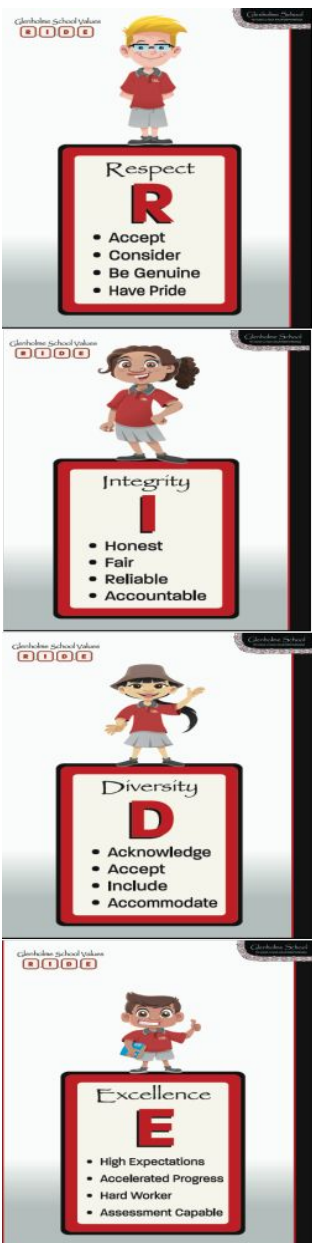 Glenholme School Values
R I D E
Glenholme School
Respect
R
• Accept
• Consider
• Be Genuine
• Have Pride
Glenholme School Values
R I D E
Glenholme School
Integrity
I
• Honest
• Fair
• Reliable
• Accountable
Glenholme School Values
R I D E
Glenholme School
Diversity
D
• Acknowledge
• Accept
• Include
• Accommodate
Glenholme School Values
R I D E
Glenholme School
Excellence
E
• High Expectations
• Accelerated Progress
• Hard Worker
• Assessment Capable